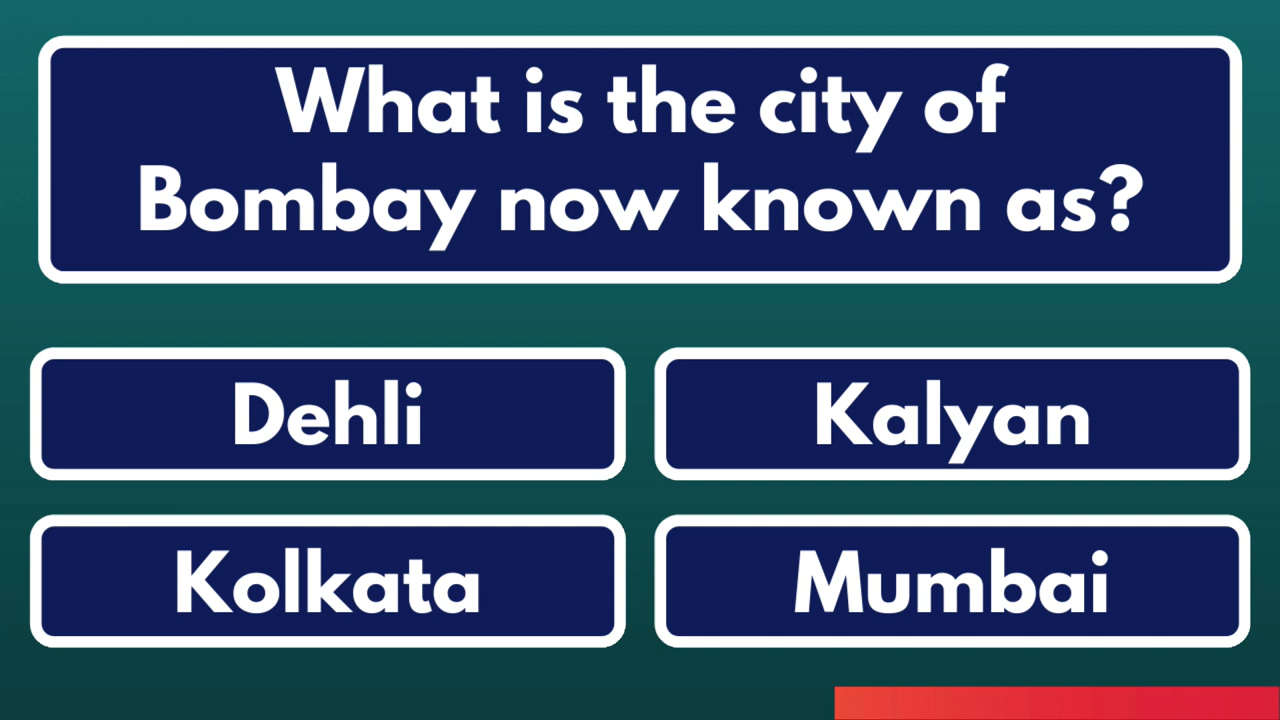 What is the city of
Bombay now known as?
Dehli
Kalyan
Kolkata
Mumbai